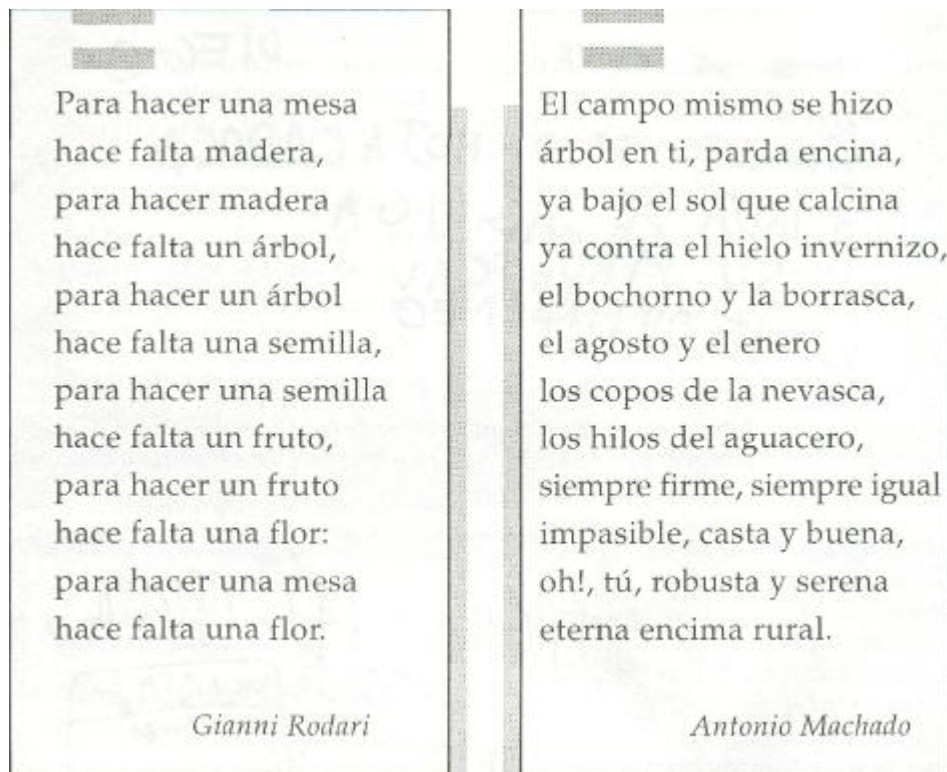 Para hacer una mesa
hace falta madera,
para hacer madera
hace falta un árbol,
para hacer un árbol
hace falta una semilla,
para hacer una semilla
hace falta un fruto,
para hacer un fruto
hace falta una flor:
para hacer una mesa
hace falta una flor.
Gianni Rodari
El campo mismo se hizo
árbol en ti, parda encina,
ya bajo el sol que calcina
ya contra el hielo invernizo,
el bochorno y la borrasca,
el agosto y el enero
los copos de la nevasca,
los hilos del aguacero,
siempre firme, siempre igual
impasible, casta y buena,
oh!, tú, robusta y serena
eterna encima rural.
Antonio Machado